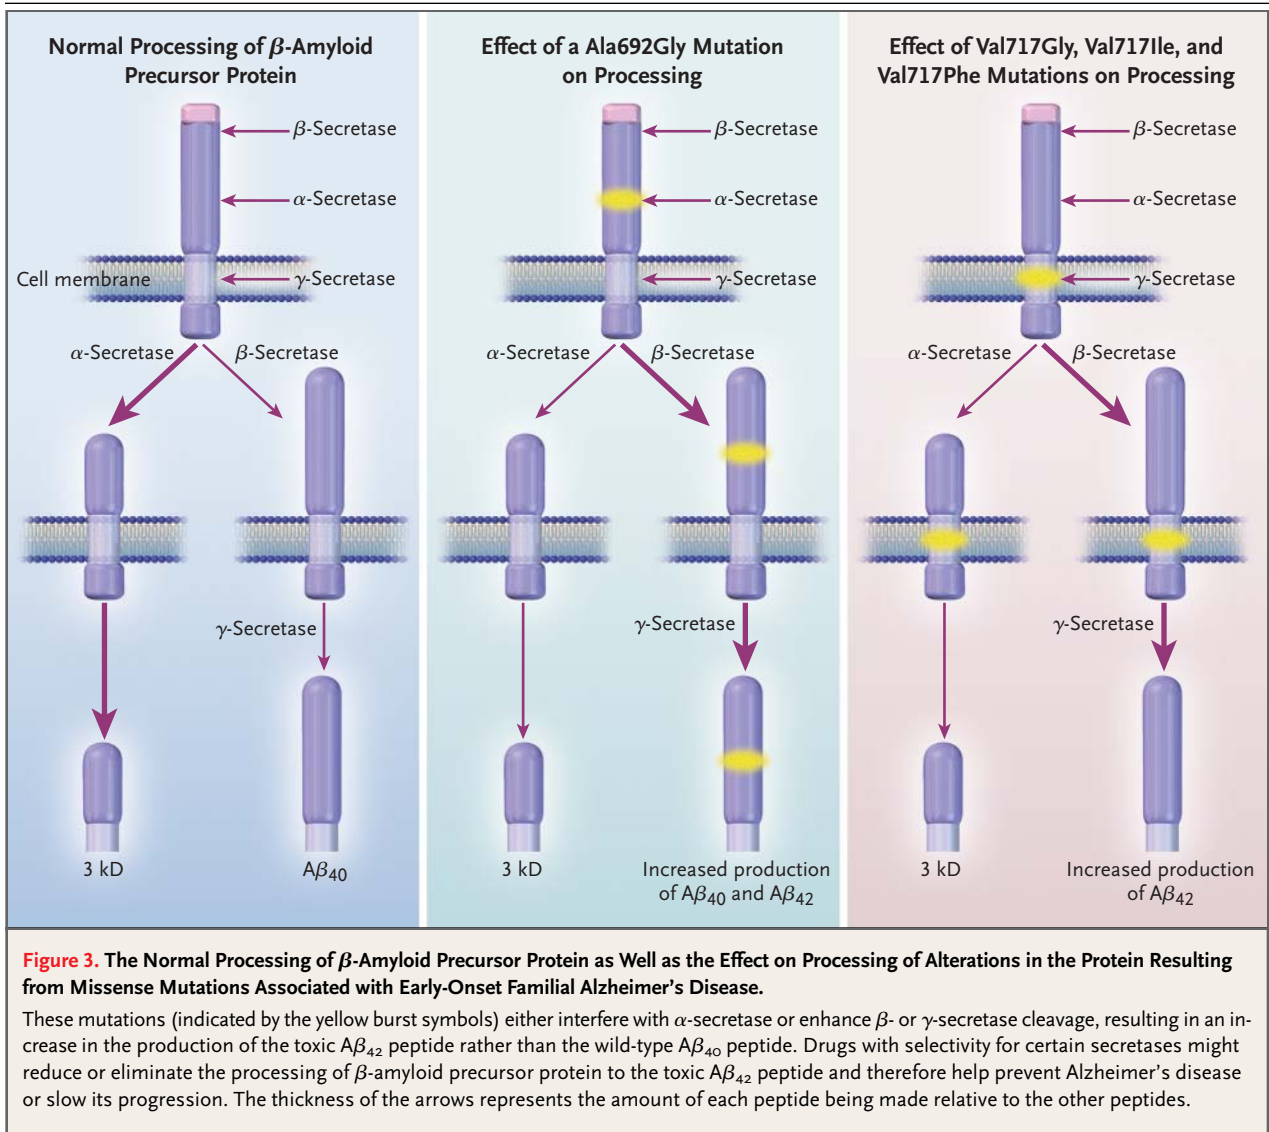 Normal Processing of β-Amyloid
Precursor Protein
β-Secretase
α-Secretase
Cell membrane
γ-Secretase
α-Secretase
β-Secretase
γ-Secretase
3 kD
Aβ40
Effect of a Ala692Gly Mutation
on Processing
β-Secretase
α-Secretase
γ-Secretase
α-Secretase
β-Secretase
γ-Secretase
3 kD
Increased production
of Aβ40 and Aβ42
Effect of Val717Gly, Val717Ile, and
Val717Phe Mutations on Processing
β-Secretase
α-Secretase
γ-Secretase
α-Secretase
β-Secretase
γ-Secretase
3 kD
Increased production
of Aβ42
Figure 3. The Normal Processing of β-Amyloid Precursor Protein as Well as the Effect on Processing of Alterations in the Protein Resulting
from Missense Mutations Associated with Early-Onset Familial Alzheimer’s Disease.
These mutations (indicated by the yellow burst symbols) either interfere with α-secretase or enhance β- or γ-secretase cleavage, resulting in an in-
crease in the production of the toxic Aβ42 peptide rather than the wild-type Aβ40 peptide. Drugs with selectivity for certain secretases might
reduce or eliminate the processing of β-amyloid precursor protein to the toxic Aβ42 peptide and therefore help prevent Alzheimer’s disease
or slow its progression. The thickness of the arrows represents the amount of each peptide being made relative to the other peptides.